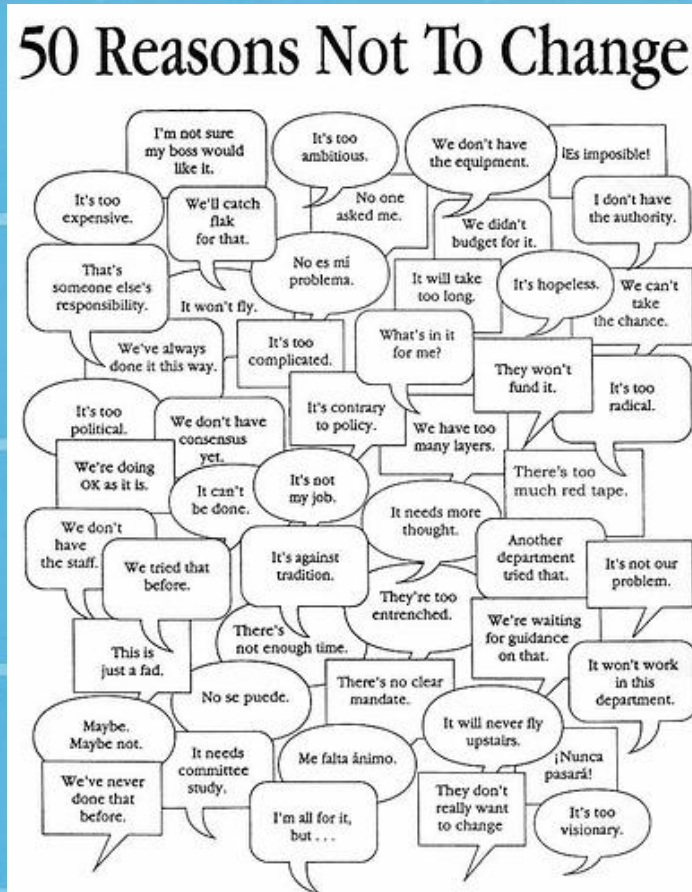 50 Reasons Not To Change
I'm not sure
my boss would
like it.
It's too
ambitious.
We don't have
the equipment.
¡Es imposible!
It's too
expensive.
We'll catch
flak
for that.
No one
asked me.
I don't have
the authority.
We didn't
budget for it.
That's
someone else's
responsibility.
It won't fly.
No es mi
problema.
It will take
too long.
It's hopeless.
We can't
take
the chance.
We've always
done it this way.
It's too
complicated.
What's in it
for me?
They won't
fund it.
It's too
radical.
It's too
political.
We don't have
consensus
yet.
It's contrary
to policy.
We have too
many layers.
We're doing
OK as it is.
It can't
be done.
It's not
my job.
There's too
much red tape.
It needs more
thought.
We don't
have
the staff.
We tried that
before.
It's against
tradition.
Another
department
tried that.
It's not our
problem.
They're too
entrenched.
This is
just a fad.
There's
not enough time.
We're waiting
for guidance
on that.
It won't work
in this
department.
No se puede.
There's no clear
mandate.
Maybe.
Maybe not.
It needs
committee
study.
Me falta ánimo.
It will never fly
upstairs.
¡Nunca
pasará!
We've never
done that
before.
I'm all for it,
but . . .
They don't
really want
to change
It's too
visionary.